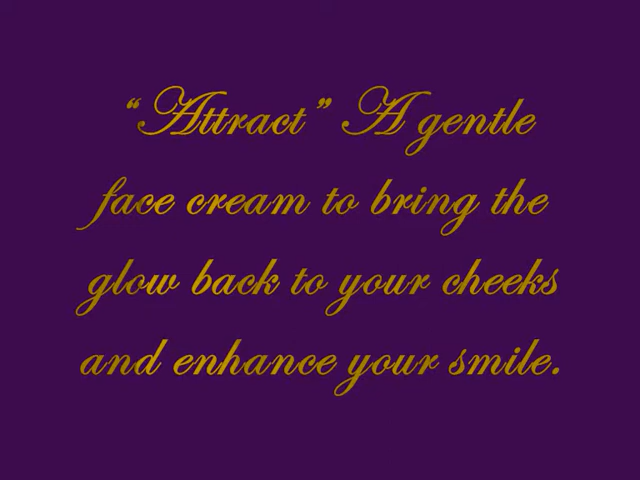 “Attract” A gentle
face cream to bring the
glow back to your cheeks
and enhance your smile.